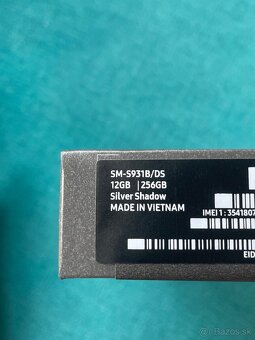 SM-S931B/DS
12GB | 256GB
Silver Shadow
MADE IN VIETNAM
IMEI 1 : 3541807
EID
bazos.sk